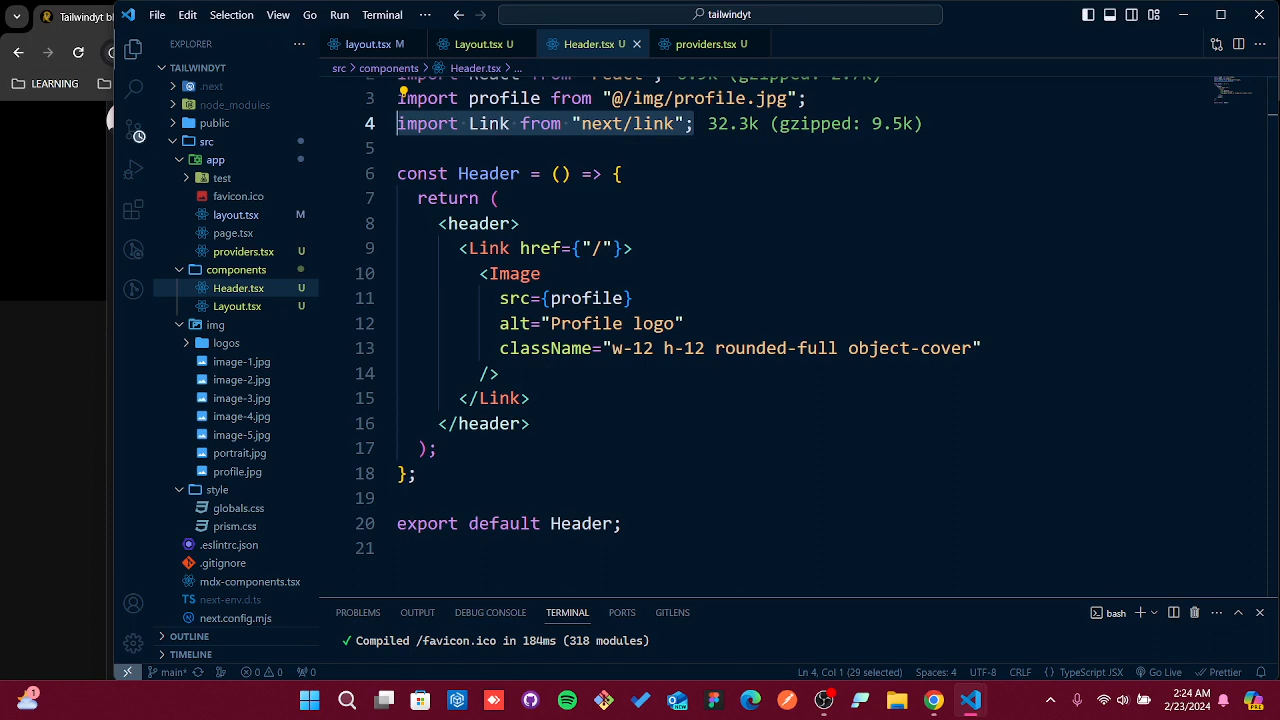 Tailwindyt bl
LEARNING
File Edit Selection View Go Run Terminal ···
tailwindyt
EXPLORER ···
TAILWINDYT
.next
node_modules
public
src
app
test
favicon.ico
layout.tsx M
page.tsx
providers.tsx U
components
Header.tsx U
Layout.tsx U
img
logos
image-1.jpg
image-2.jpg
image-3.jpg
image-4.jpg
image-5.jpg
portrait.jpg
profile.jpg
style
globals.css
prism.css
.eslintrc.json
.gitignore
mdx-components.tsx
TS next-env.d.ts
next.config.mjs
OUTLINE
TIMELINE
layout.tsx M Layout.tsx U Header.tsx U providers.tsx U
src > components > Header.tsx > ...
3 import profile from "@/img/profile.jpg";
4 import Link from "next/link"; 32.3k (gzipped: 9.5k)
5
6 const Header = () => {
7 return (
8 <header>
9 <Link href={"/"}>
10 <Image
11 src={profile}
12 alt="Profile logo"
13 className="w-12 h-12 rounded-full object-cover"
14 />
15 </Link>
16 </header>
17 );
18 };
19
20 export default Header;
21
PROBLEMS OUTPUT DEBUG CONSOLE TERMINAL PORTS GITLENS
bash
✓ Compiled /favicon.ico in 184ms (318 modules)
main* 0 0 0 Ln 4, Col 1 (29 selected) Spaces: 4 UTF-8 CRLF {} TypeScript JSX Go Live Prettier
1
2:24 AM
2/23/2024